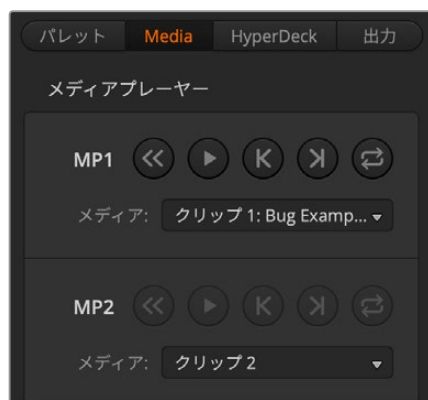 パレット Media HyperDeck 出力
メディアプレーヤー
MP1
メディア: クリップ 1: Bug Examp...
MP2
メディア: クリップ 2